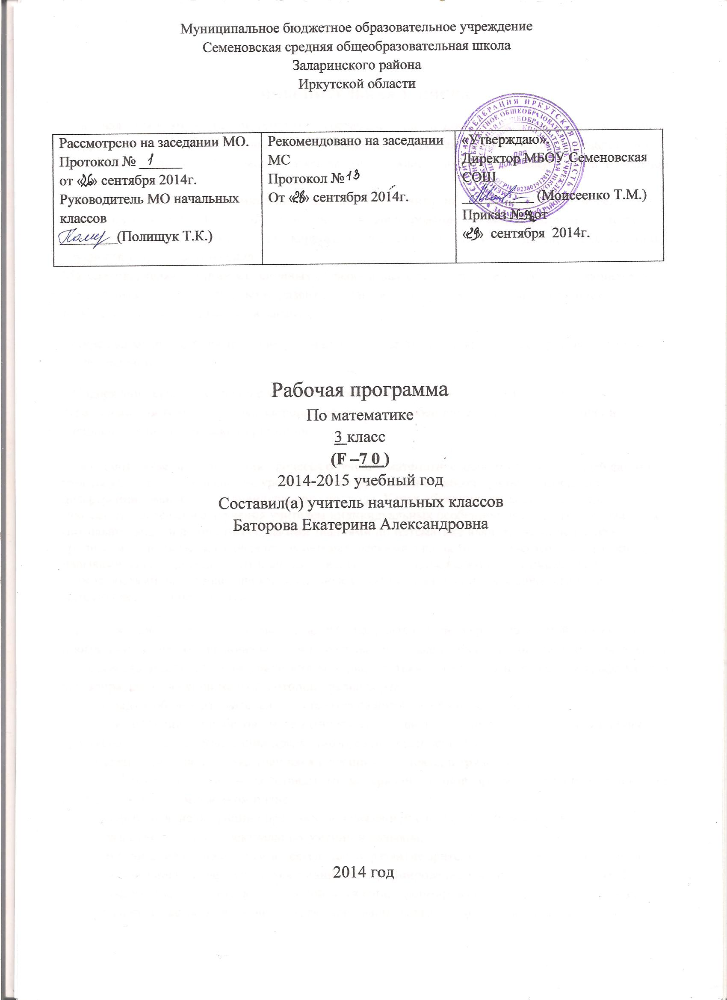 Муниципальное бюджетное образовательное учреждение
Семеновская средняя общеобразовательная школа
Заларинского района
Иркутской области
Рассмотрено на заседании МО.
Протокол № 1
от «26» сентября 2014г.
Руководитель МО начальных
классов
(Полищук Т.К.)
Рекомендовано на заседании
МС
Протокол №13
От «28» сентября 2014г.
«Утверждаю».
Директор МБОУ Семеновская
СОШ
(Моисеенко Т.М.)
Приказ № от
«29» сентября 2014г.
ДЛЯ
ДОКУМЕНТОВ
Рабочая программа
По математике
3 класс
(F –7 0 )
2014-2015 учебный год
Составил(а) учитель начальных классов
Баторова Екатерина Александровна
2014 год